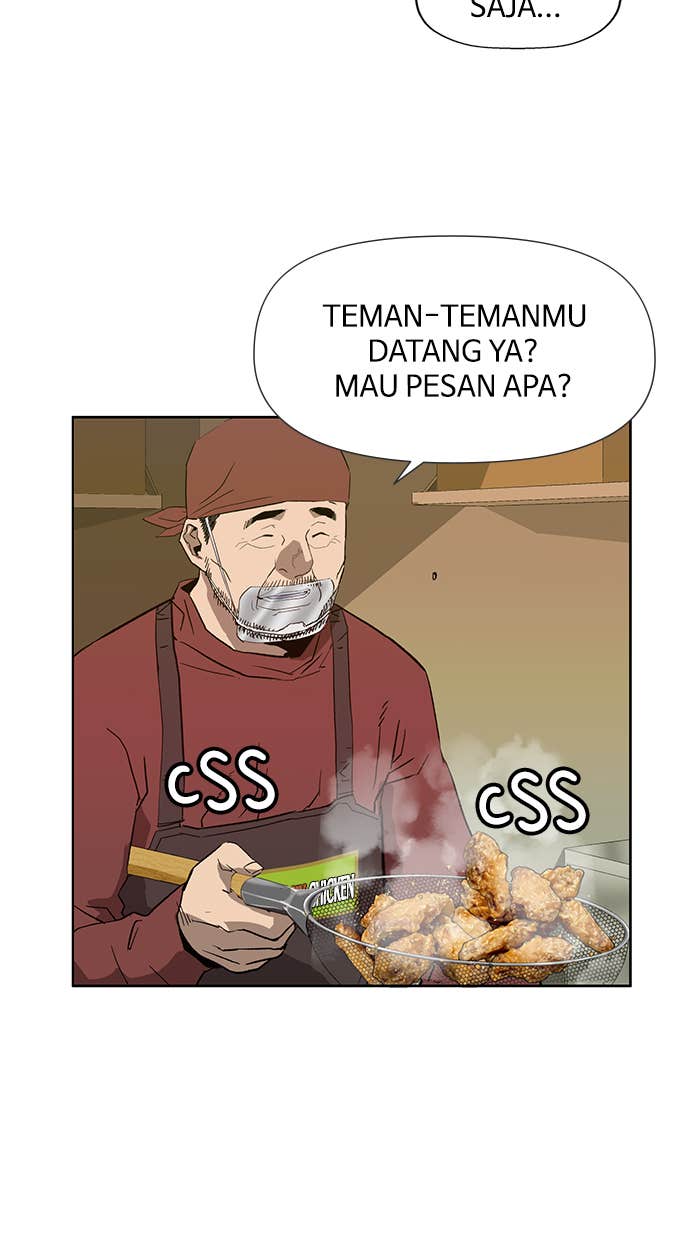 SAJA...
TEMAN-TEMANMU
DATANG YA?
MAU PESAN APA?
CSS
CSS
CHICKEN